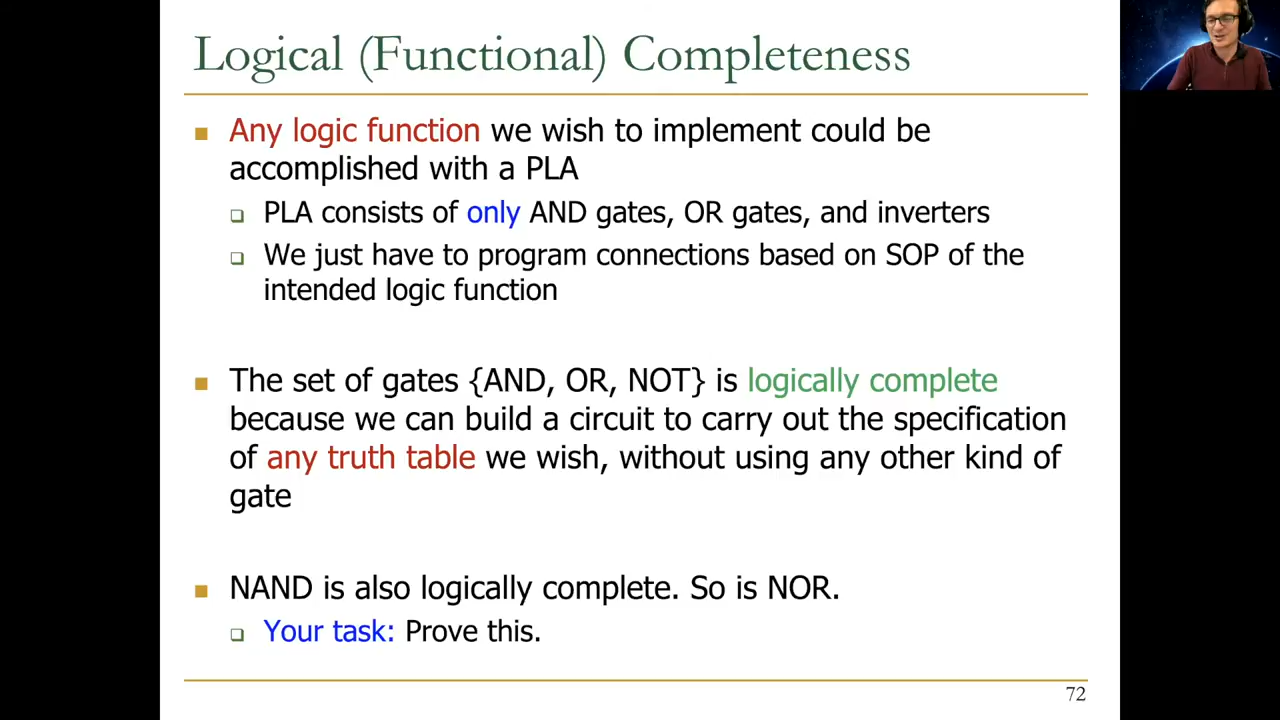 Logical (Functional) Completeness
Any logic function we wish to implement could be
accomplished with a PLA
PLA consists of only AND gates, OR gates, and inverters
We just have to program connections based on SOP of the
intended logic function
The set of gates {AND, OR, NOT} is logically complete
because we can build a circuit to carry out the specification
of any truth table we wish, without using any other kind of
gate
NAND is also logically complete. So is NOR.
Your task: Prove this.
72